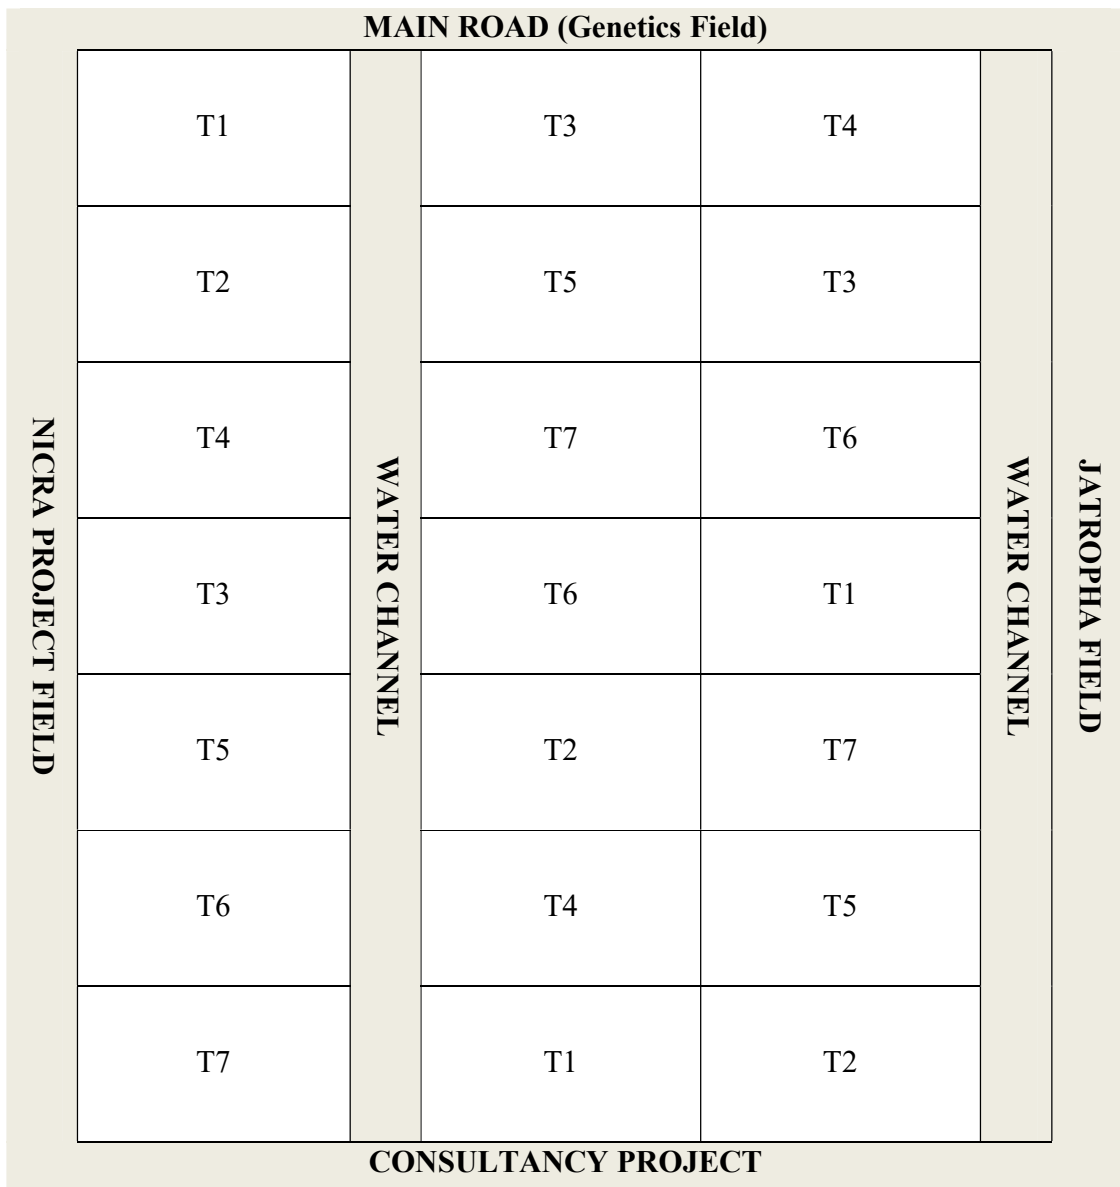 MAIN ROAD (Genetics Field)
T1
T3
T4
T2
T5
T3
T4
T7
T6
T3
T6
T1
T5
T2
T7
T6
T4
T5
T7
T1
T2
NICRA PROJECT FIELD
WATER CHANNEL
WATER CHANNEL
JATROPHA FIELD
CONSULTANCY PROJECT